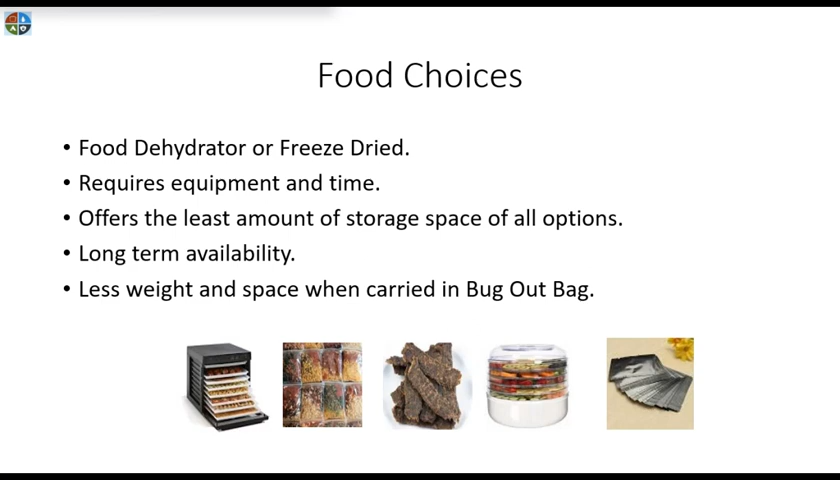 Food Choices
• Food Dehydrator or Freeze Dried.
• Requires equipment and time.
• Offers the least amount of storage space of all options.
• Long term availability.
• Less weight and space when carried in Bug Out Bag.